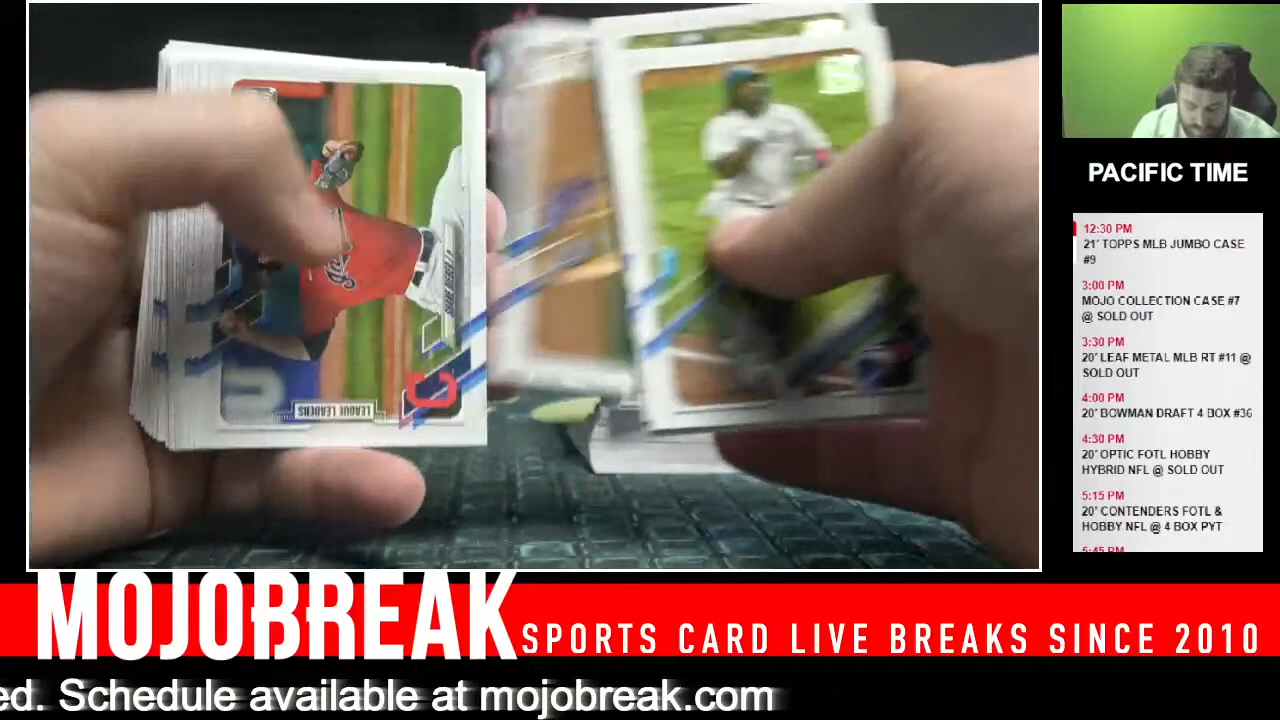 PACIFIC TIME
12:30 PM
21' TOPPS MLB JUMBO CASE
#9
3:00 PM
MOJO COLLECTION CASE #7
@ SOLD OUT
3:30 PM
20' LEAF METAL MLB RT #11 @
SOLD OUT
4:00 PM
20' BOWMAN DRAFT 4 BOX #36
4:30 PM
20' OPTIC FOTL HOBBY
HYBRID NFL @ SOLD OUT
5:15 PM
20' CONTENDERS FOTL &
HOBBY NFL @ 4 BOX PYT
5:45 PM
LEAGUE LEADERS
MOJOBREAK
SPORTS CARD LIVE BREAKS SINCE 2010
ed. Schedule available at mojobreak.com